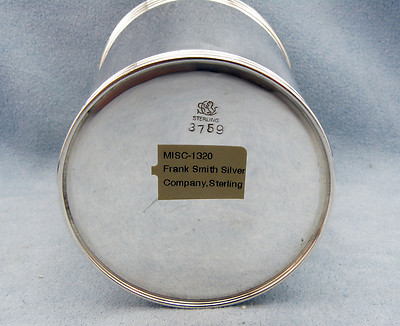 STERLING
3759
MISC-1320
Frank Smith Silver
Company,Sterling